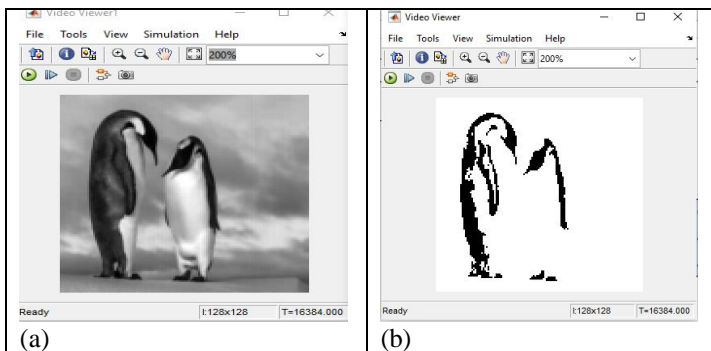 Video Viewer1
File Tools View Simulation Help
200%
Ready I:128x128 T=16384.000
(a)
Video Viewer
File Tools View Simulation Help
200%
Ready I:128x128 T=16384.000
(b)